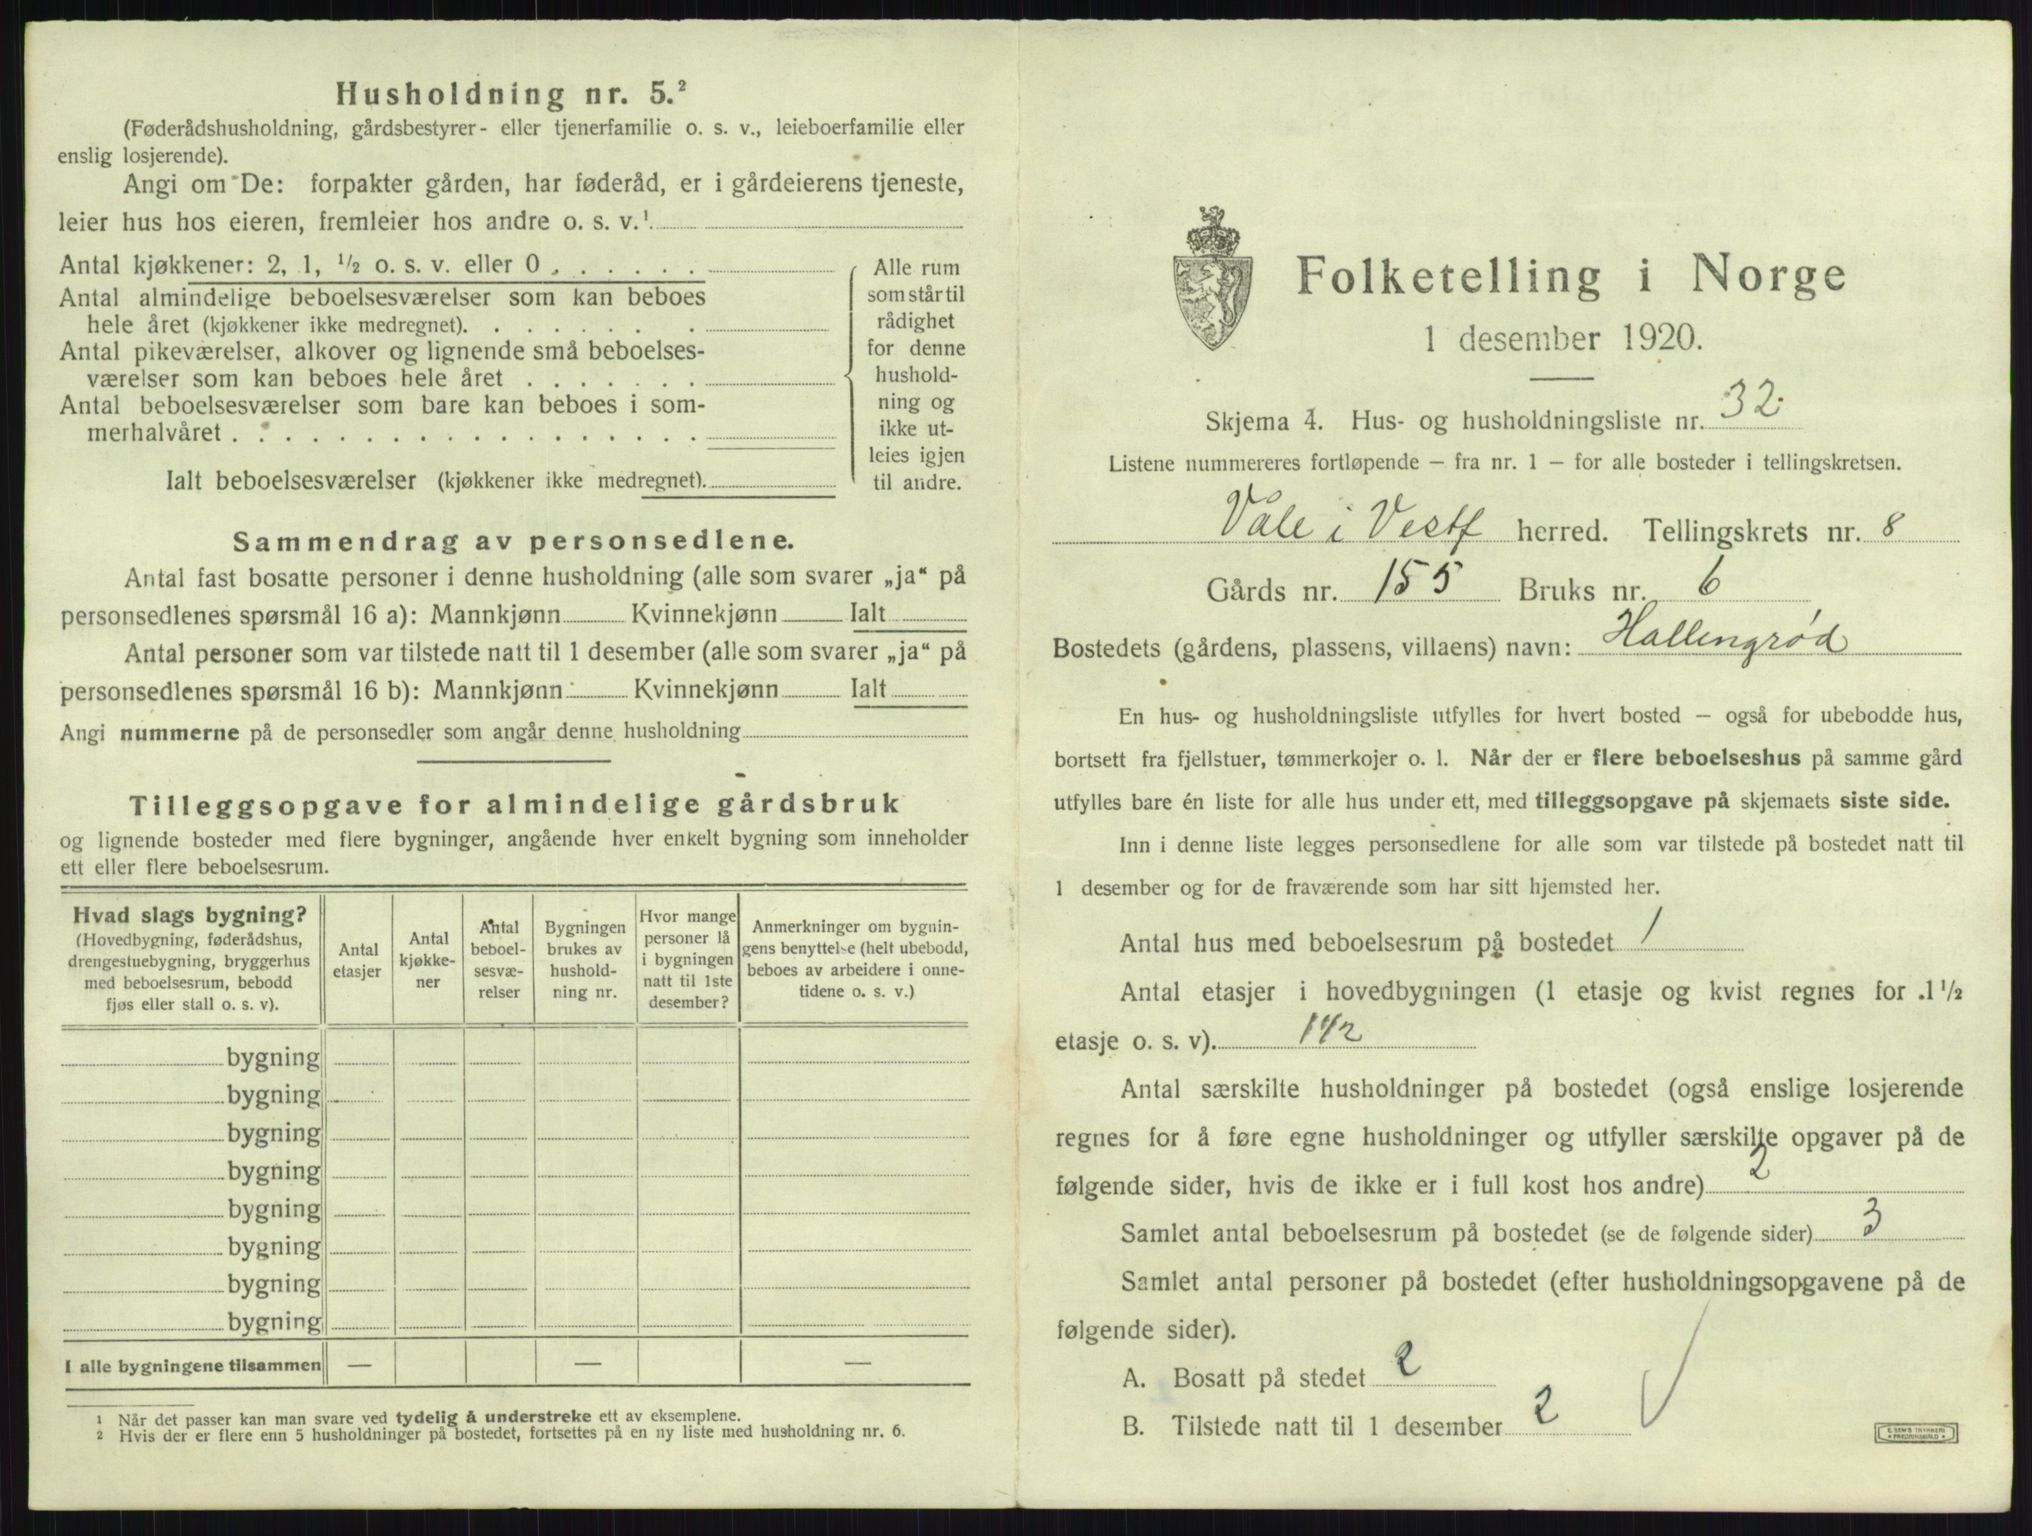 Husholdning nr. 5.²
(Føderådshusholdning, gårdsbestyrer- eller tjenerfamilie o. s. v., leieboerfamilie eller
enslig losjerende).
Angi om De: forpakter gården, har føderåd, er i gårdeierens tjeneste,
leier hus hos eieren, fremleier hos andre o. s. v.¹
Antal kjøkkener: 2, 1, ½ o. s. v. eller 0
Antal almindelige beboelsesværelser som kan beboes
hele året (kjøkkener ikke medregnet).
Antal pikeværelser, alkover og lignende små beboelses-
værelser som kan beboes hele året
Antal beboelsesværelser som bare kan beboes i som-
merhalvåret
Ialt beboelsesværelser (kjøkkener ikke medregnet).
Alle rum
som står til
rådighet
for denne
hushold-
ning og
ikke ut-
leies igjen
til andre.
Sammendrag av personsedlene.
Antal fast bosatte personer i denne husholdning (alle som svarer „ja“ på
personsedlenes spørsmål 16 a): Mannkjønn Kvinnekjønn Ialt
Antal personer som var tilstede natt til 1 desember (alle som svarer „ja“ på
personsedlenes spørsmål 16 b): Mannkjønn Kvinnekjønn Ialt
Angi nummerne på de personsedler som angår denne husholdning
Tilleggsopgave for almindelige gårdsbruk
og lignende bosteder med flere bygninger, angående hver enkelt bygning som inneholder
ett eller flere beboelsesrum.
Hvad slags bygning?
(Hovedbygning, føderådshus,
drengestuebygning, bryggerhus
med beboelsesrum, bebodd
fjøs eller stall o. s. v).
Antal
etasjer
Antal
kjøkke-
ner
Antal
beboel-
sesvæ-
relser
Bygningen
brukes av
hushold-
ning nr.
Hvor mange
personer lå
i bygningen
natt til 1ste
desember?
Anmerkninger om bygnin-
gens benyttelse (helt ubebodd,
beboes av arbeidere i onne-
tidene o. s. v.)
bygning
bygning
bygning
bygning
bygning
bygning
bygning
bygning
I alle bygningene tilsammen — — —
¹ Når det passer kan man svare ved tydelig å understreke ett av eksemplene.
² Hvis der er flere enn 5 husholdninger på bostedet, fortsettes på en ny liste med husholdning nr. 6.
Folketelling i Norge
1 desember 1920.
Skjema 4. Hus- og husholdningsliste nr. 32.
Listene nummereres fortløpende — fra nr. 1 — for alle bosteder i tellingskretsen.
Våle i Vestf herred. Tellingskrets nr. 8
Gårds nr. 155 Bruks nr. 6
Bostedets (gårdens, plassens, villaens) navn: Hallingrød
En hus- og husholdningsliste utfylles for hvert bosted — også for ubebodde hus,
bortsett fra fjellstuer, tømmerkojer o. l. Når der er flere beboelseshus på samme gård
utfylles bare én liste for alle hus under ett, med tilleggsopgave på skjemaets siste side.
Inn i denne liste legges personsedlene for alle som var tilstede på bostedet natt til
1 desember og for de fraværende som har sitt hjemsted her.
Antal hus med beboelsesrum på bostedet 1
Antal etasjer i hovedbygningen (1 etasje og kvist regnes for 1½
etasje o. s. v). 1½
Antal særskilte husholdninger på bostedet (også enslige losjerende
regnes for å føre egne husholdninger og utfyller særskilte opgaver på de
følgende sider, hvis de ikke er i full kost hos andre) 2
Samlet antal beboelsesrum på bostedet (se de følgende sider) 3
Samlet antal personer på bostedet (efter husholdningsopgavene på de
følgende sider).
A. Bosatt på stedet 2
B. Tilstede natt til 1 desember 2